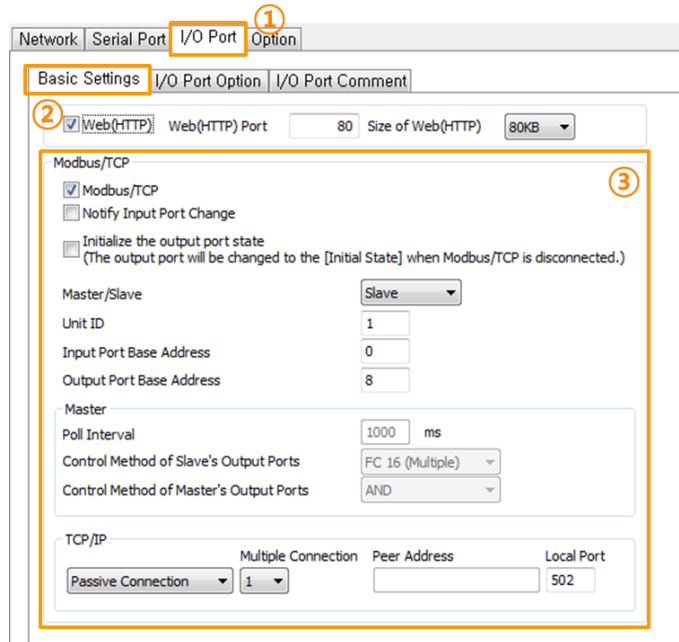 ①
Network Serial Port I/O Port Option
Basic Settings I/O Port Option I/O Port Comment
②
Web(HTTP) Web(HTTP) Port 80 Size of Web(HTTP) 80KB
Modbus/TCP
③
Modbus/TCP
Notify Input Port Change
Initialize the output port state
(The output port will be changed to the [Initial State] when Modbus/TCP is disconnected.)
Master/Slave Slave
Unit ID 1
Input Port Base Address 0
Output Port Base Address 8
Master
Poll Interval 1000 ms
Control Method of Slave's Output Ports FC 16 (Multiple)
Control Method of Master's Output Ports AND
TCP/IP
Multiple Connection Peer Address Local Port
Passive Connection 1 502